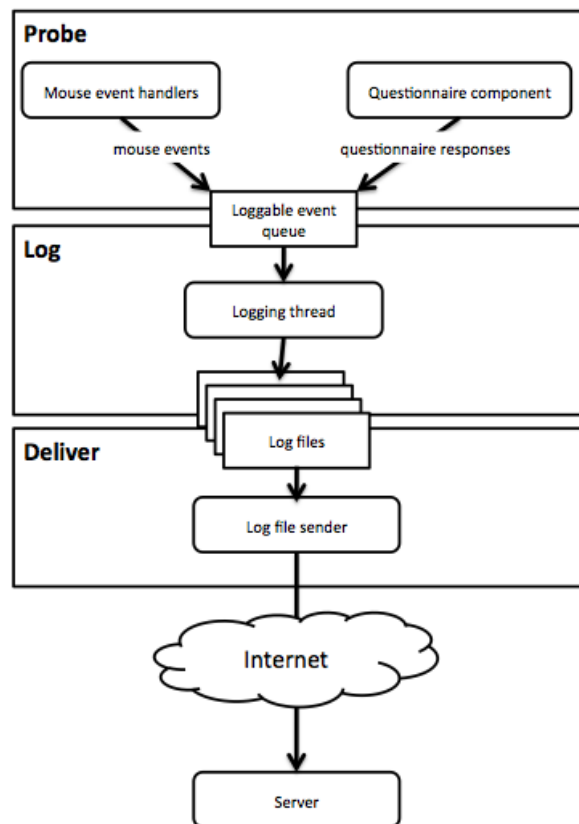 Probe
Mouse event handlers
Questionnaire component
mouse events
questionnaire responses
Loggable event
queue
Log
Logging thread
Log files
Deliver
Log file sender
Internet
Server